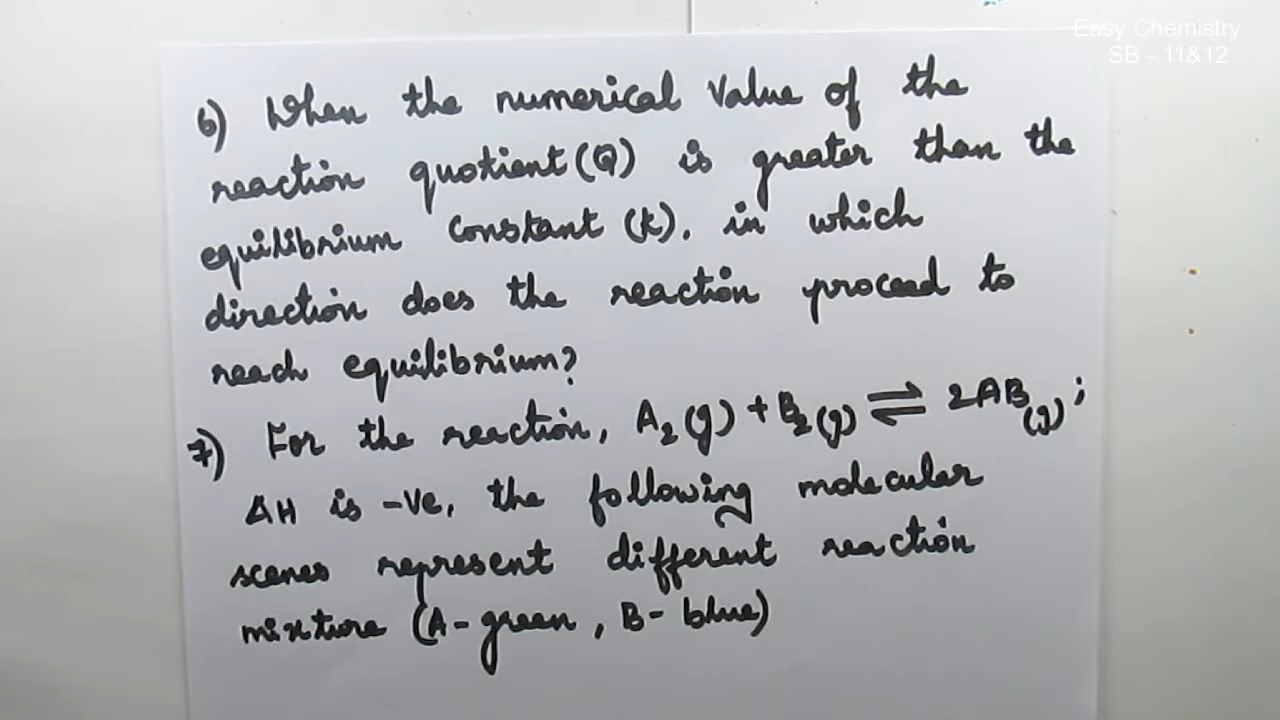 Easy Chemistry
SB - 11&12
6) When the numerical value of the
reaction quotient (Q) is greater than the
equilibrium constant (k), in which
direction does the reaction proceed to
reach equilibrium?
7) For the reaction, A₂(g) + B₂(g) ⇌ 2AB(g);
ΔH is -ve, the following molecular
scenes represent different reaction
mixture (A- green, B- blue)